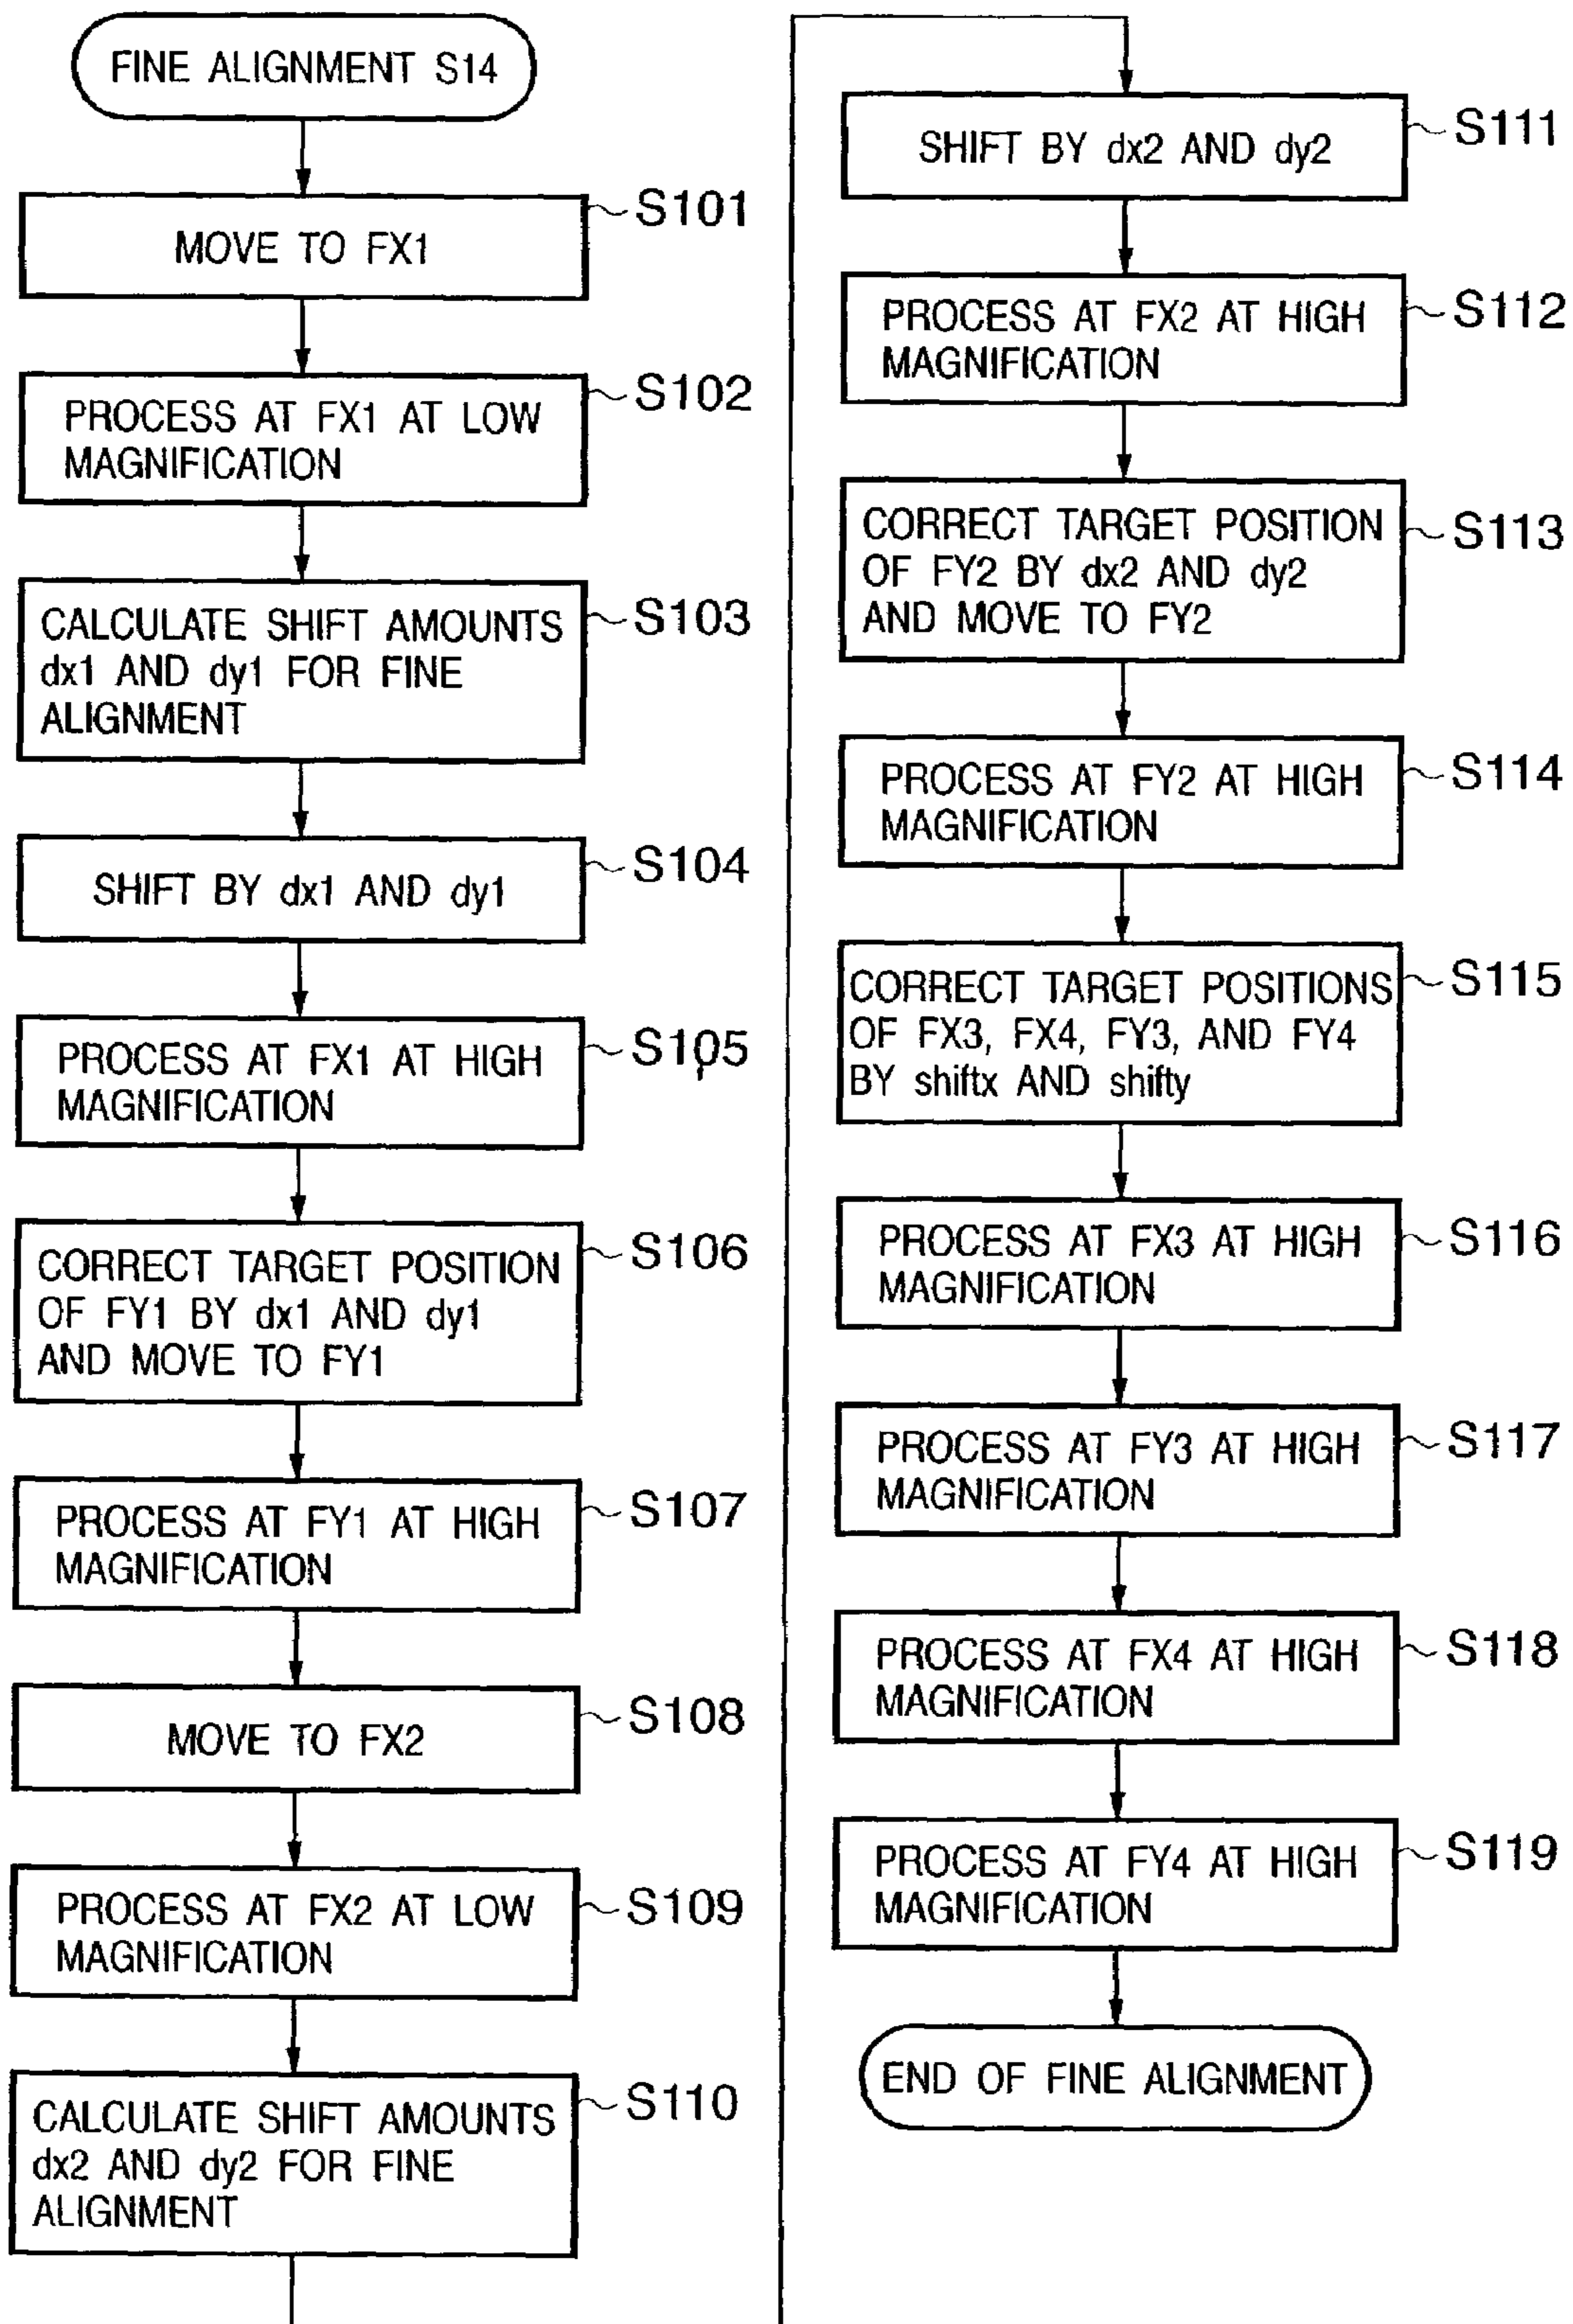 FINE ALIGNMENT S14
S101
MOVE TO FX1
S102
PROCESS AT FX1 AT LOW
MAGNIFICATION
S103
CALCULATE SHIFT AMOUNTS
dx1 AND dy1 FOR FINE
ALIGNMENT
S104
SHIFT BY dx1 AND dy1
S105
PROCESS AT FX1 AT HIGH
MAGNIFICATION
S106
CORRECT TARGET POSITION
OF FY1 BY dx1 AND dy1
AND MOVE TO FY1
S107
PROCESS AT FY1 AT HIGH
MAGNIFICATION
S108
MOVE TO FX2
S109
PROCESS AT FX2 AT LOW
MAGNIFICATION
S110
CALCULATE SHIFT AMOUNTS
dx2 AND dy2 FOR FINE
ALIGNMENT
S111
SHIFT BY dx2 AND dy2
S112
PROCESS AT FX2 AT HIGH
MAGNIFICATION
S113
CORRECT TARGET POSITION
OF FY2 BY dx2 AND dy2
AND MOVE TO FY2
S114
PROCESS AT FY2 AT HIGH
MAGNIFICATION
S115
CORRECT TARGET POSITIONS
OF FX3, FX4, FY3, AND FY4
BY shiftx AND shifty
S116
PROCESS AT FX3 AT HIGH
MAGNIFICATION
S117
PROCESS AT FY3 AT HIGH
MAGNIFICATION
S118
PROCESS AT FX4 AT HIGH
MAGNIFICATION
S119
PROCESS AT FY4 AT HIGH
MAGNIFICATION
END OF FINE ALIGNMENT